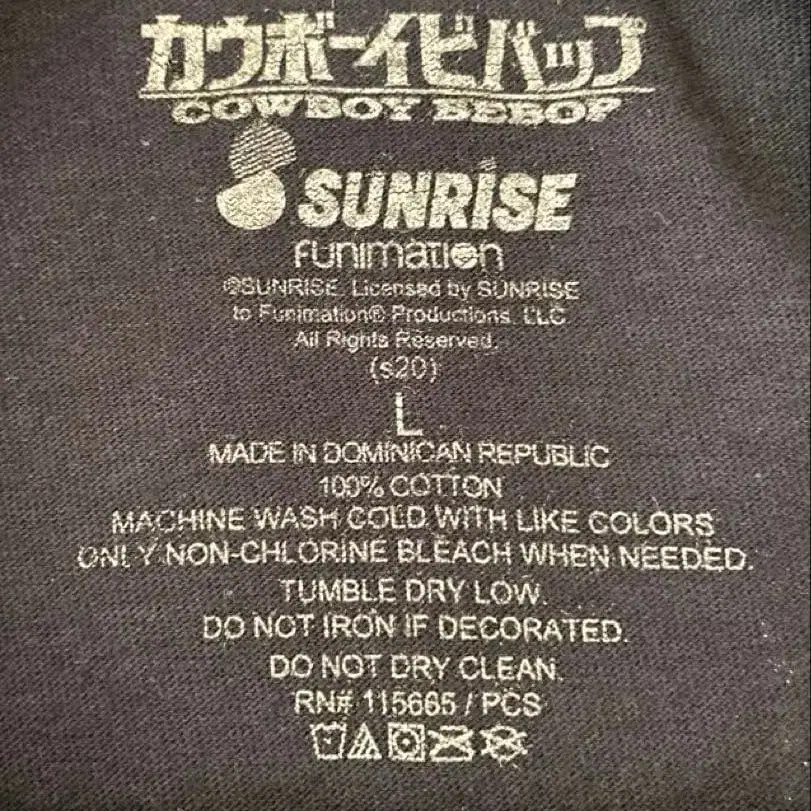 カウボーイビバップ
COWBOY BEBOP
SUNRISE
FUNIMATION
©SUNRISE. Licensed by SUNRISE
to Funimation® Productions, LLC
All Rights Reserved.
(s20)
L
MADE IN DOMINICAN REPUBLIC
100% COTTON
MACHINE WASH COLD WITH LIKE COLORS
ONLY NON-CHLORINE BLEACH WHEN NEEDED.
TUMBLE DRY LOW.
DO NOT IRON IF DECORATED.
DO NOT DRY CLEAN.
RN# 115665 / PCS